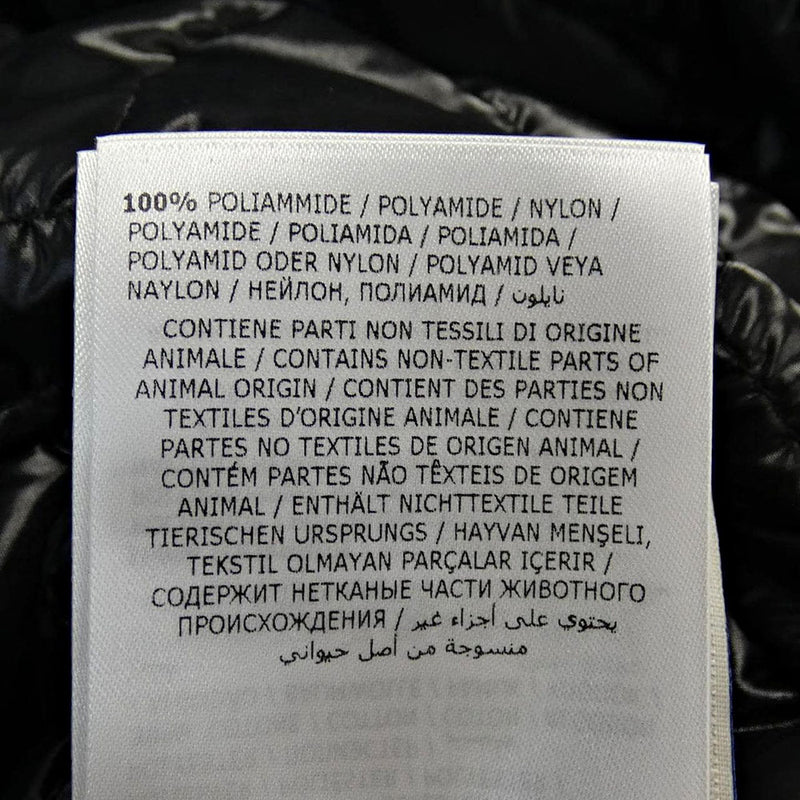 100% POLIAMMIDE / POLYAMIDE / NYLON /
POLYAMIDE / POLIAMIDA / POLIAMIDA /
POLYAMID ODER NYLON / POLYAMID VEYA
NAYLON / НЕЙЛОН, ПОЛИАМИД / نايلون
CONTIENE PARTI NON TESSILI DI ORIGINE
ANIMALE / CONTAINS NON-TEXTILE PARTS OF
ANIMAL ORIGIN / CONTIENT DES PARTIES NON
TEXTILES D'ORIGINE ANIMALE / CONTIENE
PARTES NO TEXTILES DE ORIGEN ANIMAL /
CONTÉM PARTES NÃO TÊXTEIS DE ORIGEM
ANIMAL / ENTHÄLT NICHTTEXTILE TEILE
TIERISCHEN URSPRUNGS / HAYVAN MENŞELİ,
TEKSTIL OLMAYAN PARÇALAR IÇERIR /
СОДЕРЖИТ НЕТКАНЫЕ ЧАСТИ ЖИВОТНОГО
ПРОИСХОЖДЕНИЯ / يحتوي على أجزاء غير
منسوجة من أصل حيواني